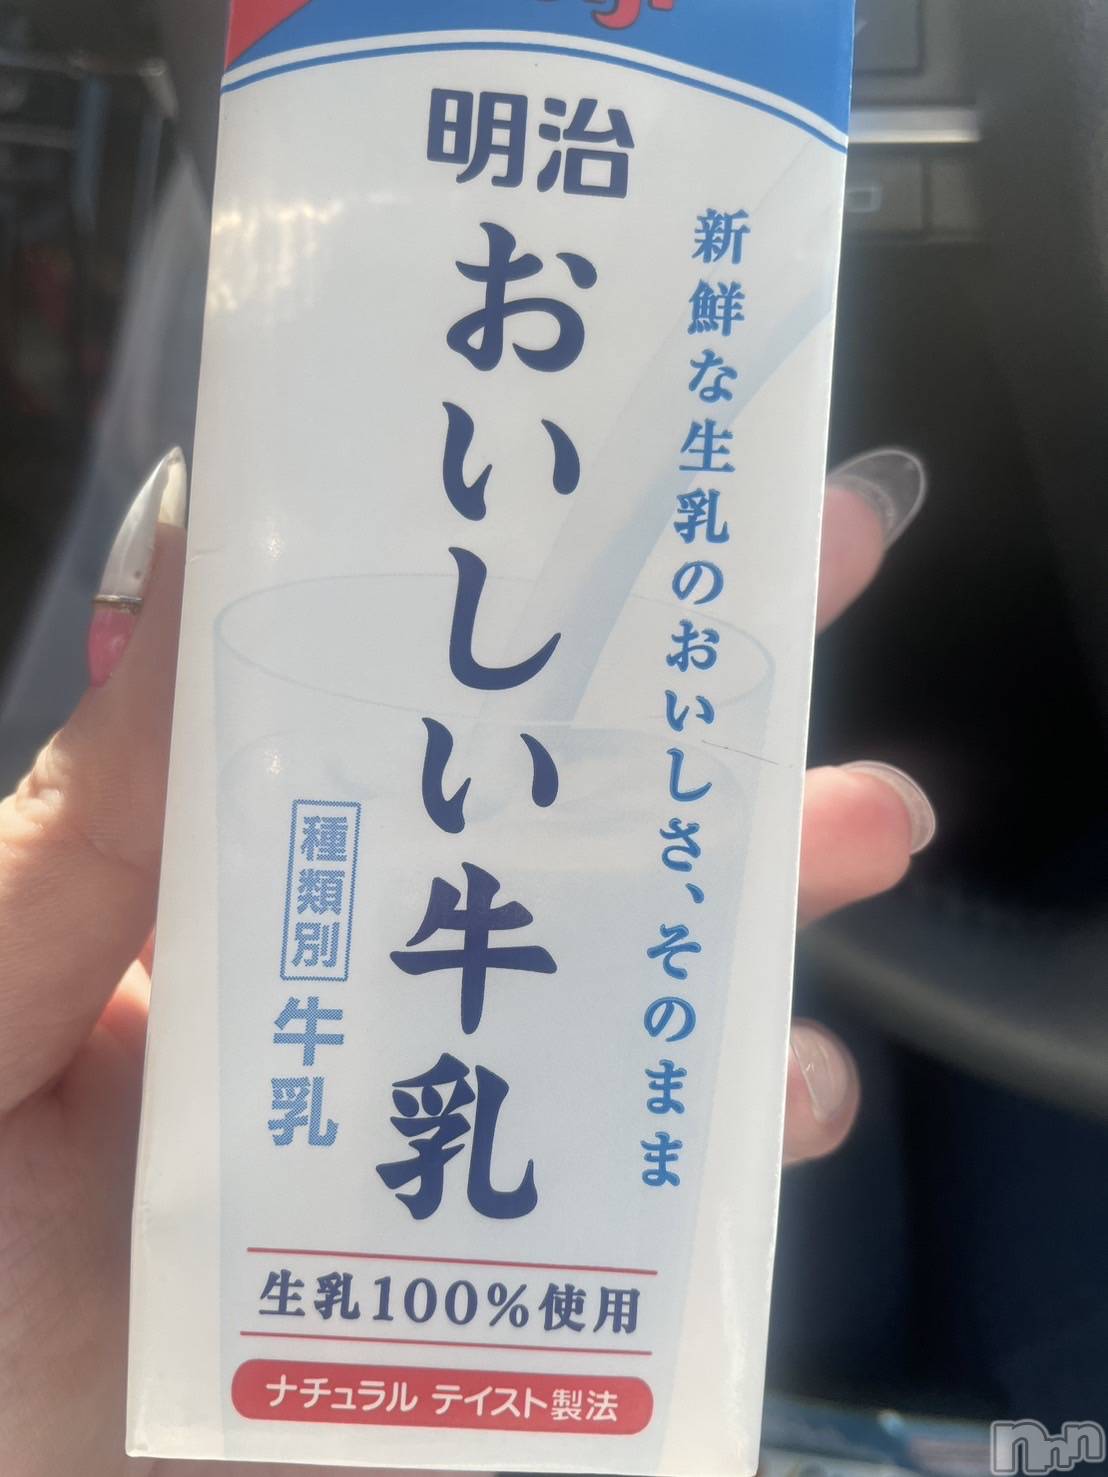 明治
おいしい牛乳
新鮮な生乳のおいしさ、そのまま
種類別
牛乳
生乳100%使用
ナチュラル テイスト製法